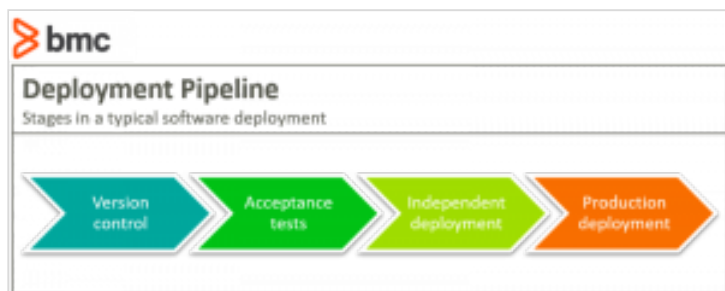 bmc
Deployment Pipeline
Stages in a typical software deployment
Version
control
Acceptance
tests
Independent
deployment
Production
deployment